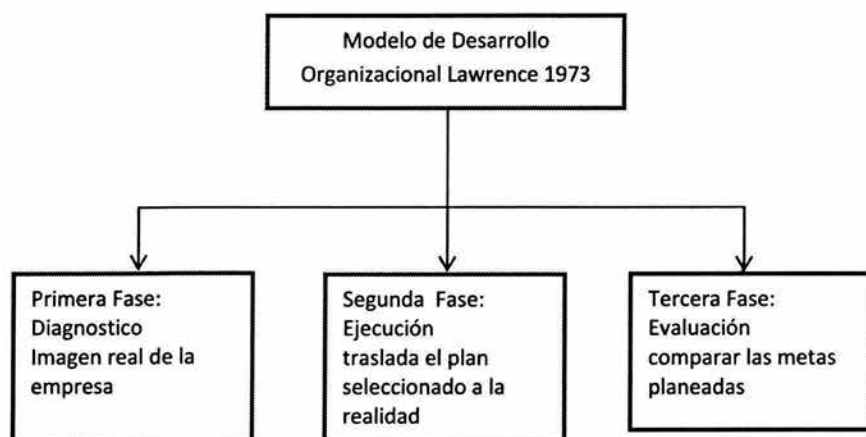 Modelo de Desarrollo
Organizacional Lawrence 1973
Primera Fase:
Diagnostico
Imagen real de la
empresa
Segunda Fase:
Ejecución
traslada el plan
seleccionado a la
realidad
Tercera Fase:
Evaluación
comparar las metas
planeadas